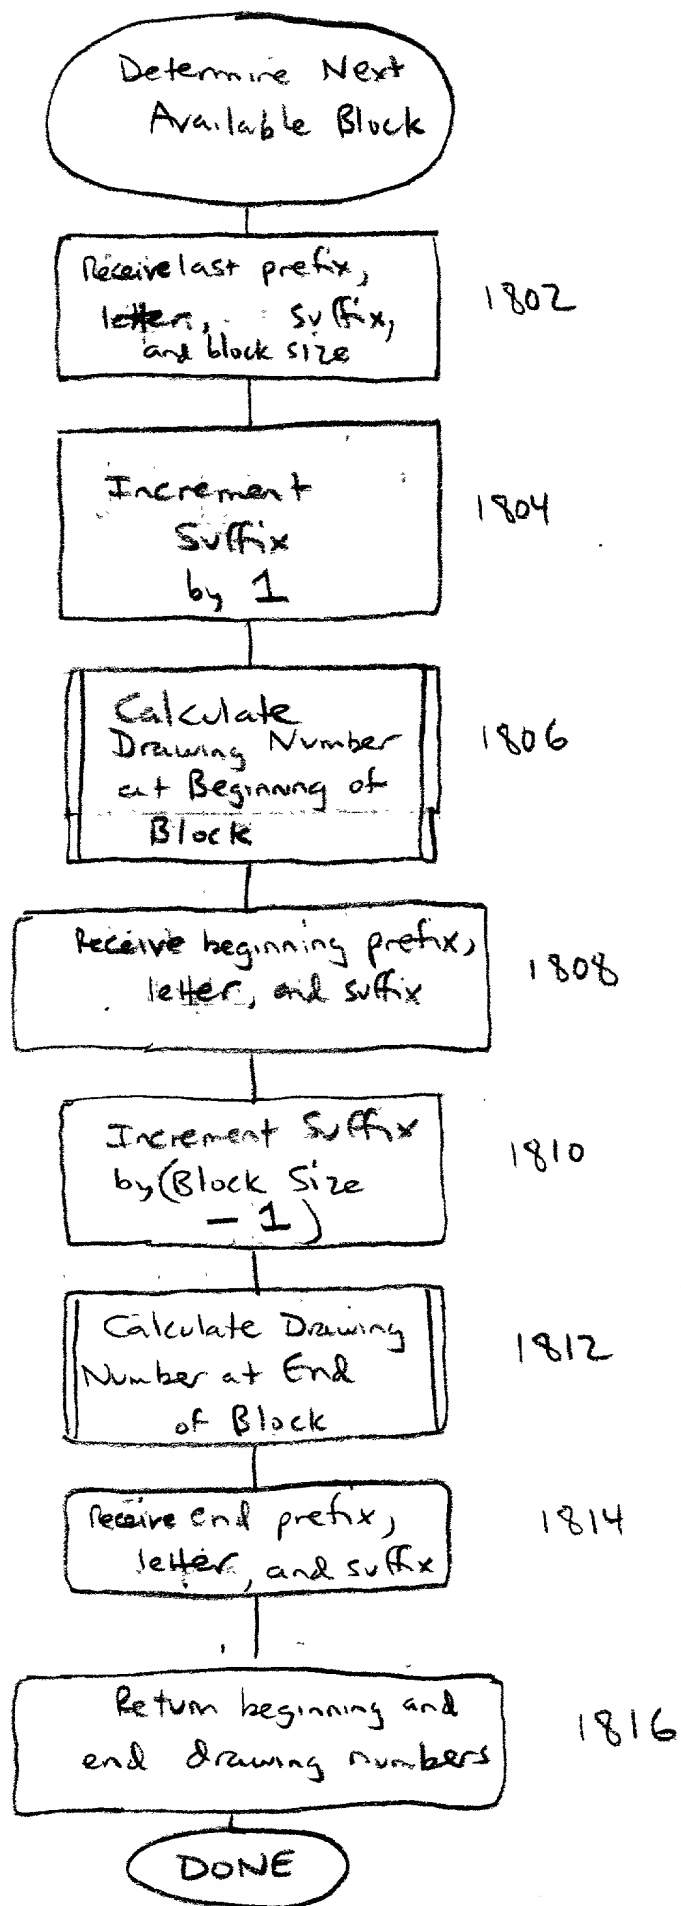 Determine Next
Available Block
Receive last prefix,
letter, suffix,
and block size
1802
Increment
Suffix
by 1
1804
Calculate
Drawing Number
at Beginning of
Block
1806
Receive beginning prefix,
letter, and suffix
1808
Increment Suffix
by (Block Size
- 1)
1810
Calculate Drawing
Number at End
of Block
1812
Receive end prefix,
letter, and suffix
1814
Return beginning and
end drawing numbers
1816
DONE